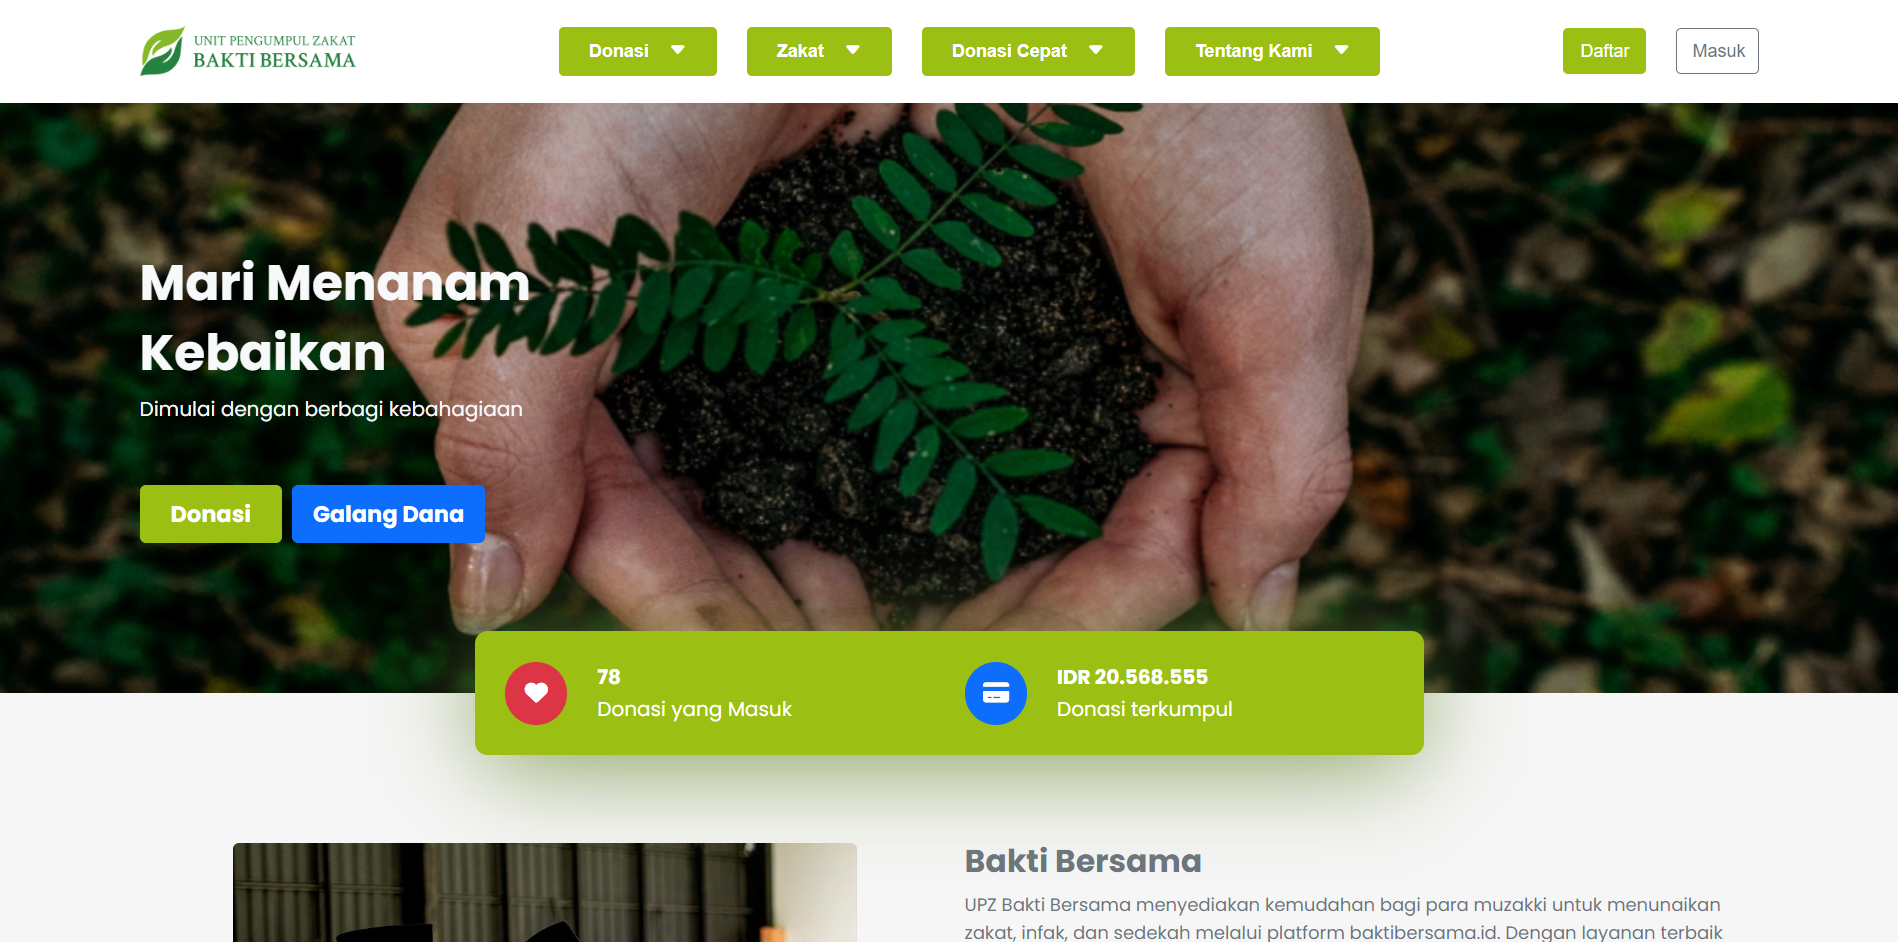 UNIT PENGUMPUL ZAKAT
BAKTI BERSAMA
Donasi
Zakat
Donasi Cepat
Tentang Kami
Daftar
Masuk
Mari Menanam
Kebaikan
Dimulai dengan berbagi kebahagiaan
Donasi
Galang Dana
78
Donasi yang Masuk
IDR 20.568.555
Donasi terkumpul
Bakti Bersama
UPZ Bakti Bersama menyediakan kemudahan bagi para muzakki untuk menunaikan
zakat, infak, dan sedekah melalui platform baktibersama.id. Dengan layanan terbaik